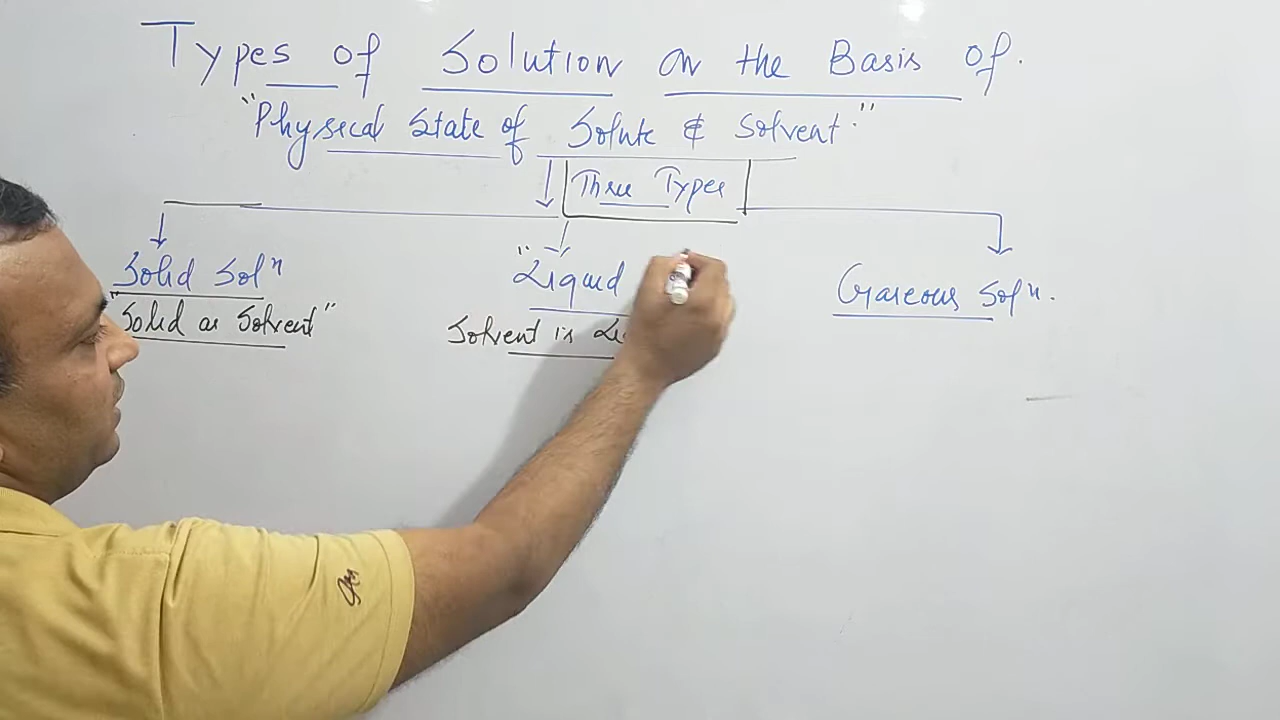 Types of Solution on the Basis of.
"Physical State of Solute & Solvent."
Three Types
Solid Solⁿ
"Solid as Solvent"
"Liquid
Solvent is
Gaseous Solⁿ.